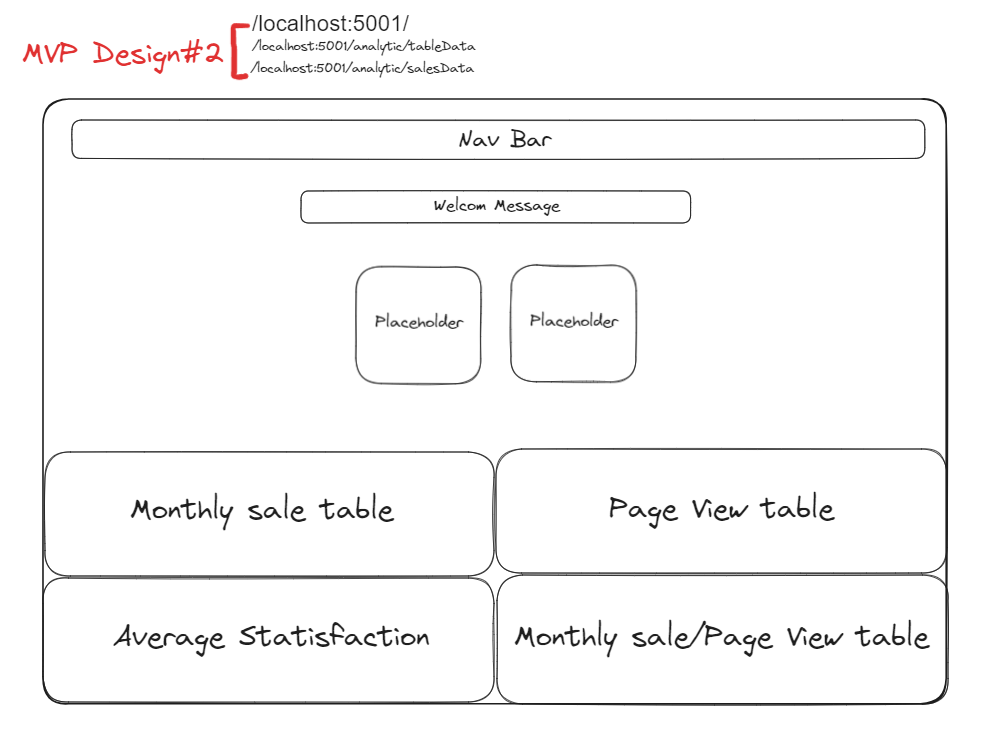 MVP Design#2
/localhost:5001/
/localhost:5001/analytic/tableData
/localhost:5001/analytic/salesData
Nav Bar
Welcom Message
Placeholder
Placeholder
Monthly sale table
Page View table
Average Statisfaction
Monthly sale/Page View table